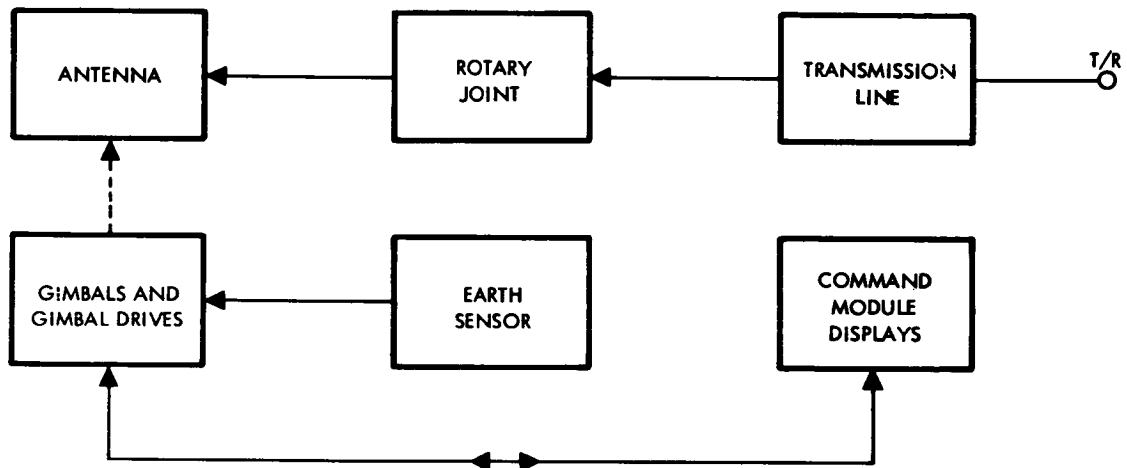 ANTENNA
ROTARY
JOINT
TRANSMISSION
LINE
T/R
GIMBALS AND
GIMBAL DRIVES
EARTH
SENSOR
COMMAND
MODULE
DISPLAYS